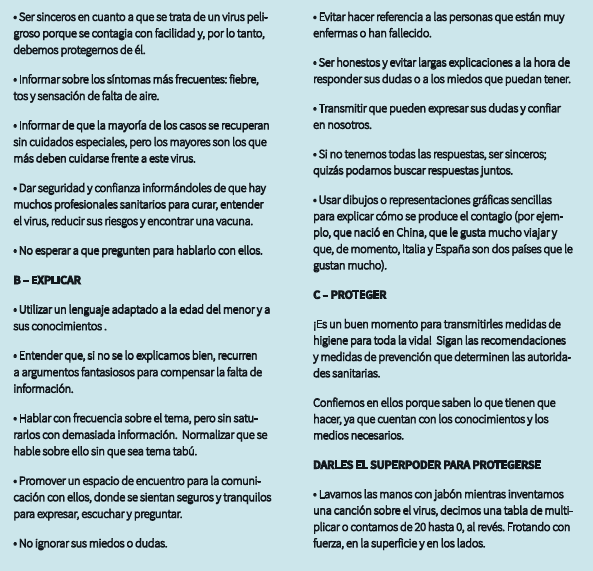 • Ser sinceros en cuanto a que se trata de un virus peli-
groso porque se contagia con facilidad y, por lo tanto,
debemos protegernos de él.
• Informar sobre los síntomas más frecuentes: fiebre,
tos y sensación de falta de aire.
• Informar de que la mayoría de los casos se recuperan
sin cuidados especiales, pero los mayores son los que
más deben cuidarse frente a este virus.
• Dar seguridad y confianza informándoles de que hay
muchos profesionales sanitarios para curar, entender
el virus, reducir sus riesgos y encontrar una vacuna.
• No esperar a que pregunten para hablarlo con ellos.
B – EXPLICAR
• Utilizar un lenguaje adaptado a la edad del menor y a
sus conocimientos .
• Entender que, si no se lo explicamos bien, recurren
a argumentos fantasiosos para compensar la falta de
información.
• Hablar con frecuencia sobre el tema, pero sin satu-
rarlos con demasiada información. Normalizar que se
hable sobre ello sin que sea tema tabú.
• Promover un espacio de encuentro para la comuni-
cación con ellos, donde se sientan seguros y tranquilos
para expresar, escuchar y preguntar.
• No ignorar sus miedos o dudas.
• Evitar hacer referencia a las personas que están muy
enfermas o han fallecido.
• Ser honestos y evitar largas explicaciones a la hora de
responder sus dudas o a los miedos que puedan tener.
• Transmitir que pueden expresar sus dudas y confiar
en nosotros.
• Si no tenemos todas las respuestas, ser sinceros;
quizás podamos buscar respuestas juntos.
• Usar dibujos o representaciones gráficas sencillas
para explicar cómo se produce el contagio (por ejem-
plo, que nació en China, que le gusta mucho viajar y
que, de momento, Italia y España son dos países que le
gustan mucho).
C – PROTEGER
¡Es un buen momento para transmitirles medidas de
higiene para toda la vida! Sigan las recomendaciones
y medidas de prevención que determinen las autorida-
des sanitarias.
Confiemos en ellos porque saben lo que tienen que
hacer, ya que cuentan con los conocimientos y los
medios necesarios.
DARLES EL SUPERPODER PARA PROTEGERSE
• Lavarnos las manos con jabón mientras inventamos
una canción sobre el virus, decimos una tabla de multi-
plicar o contamos de 20 hasta 0, al revés. Frotando con
fuerza, en la superficie y en los lados.